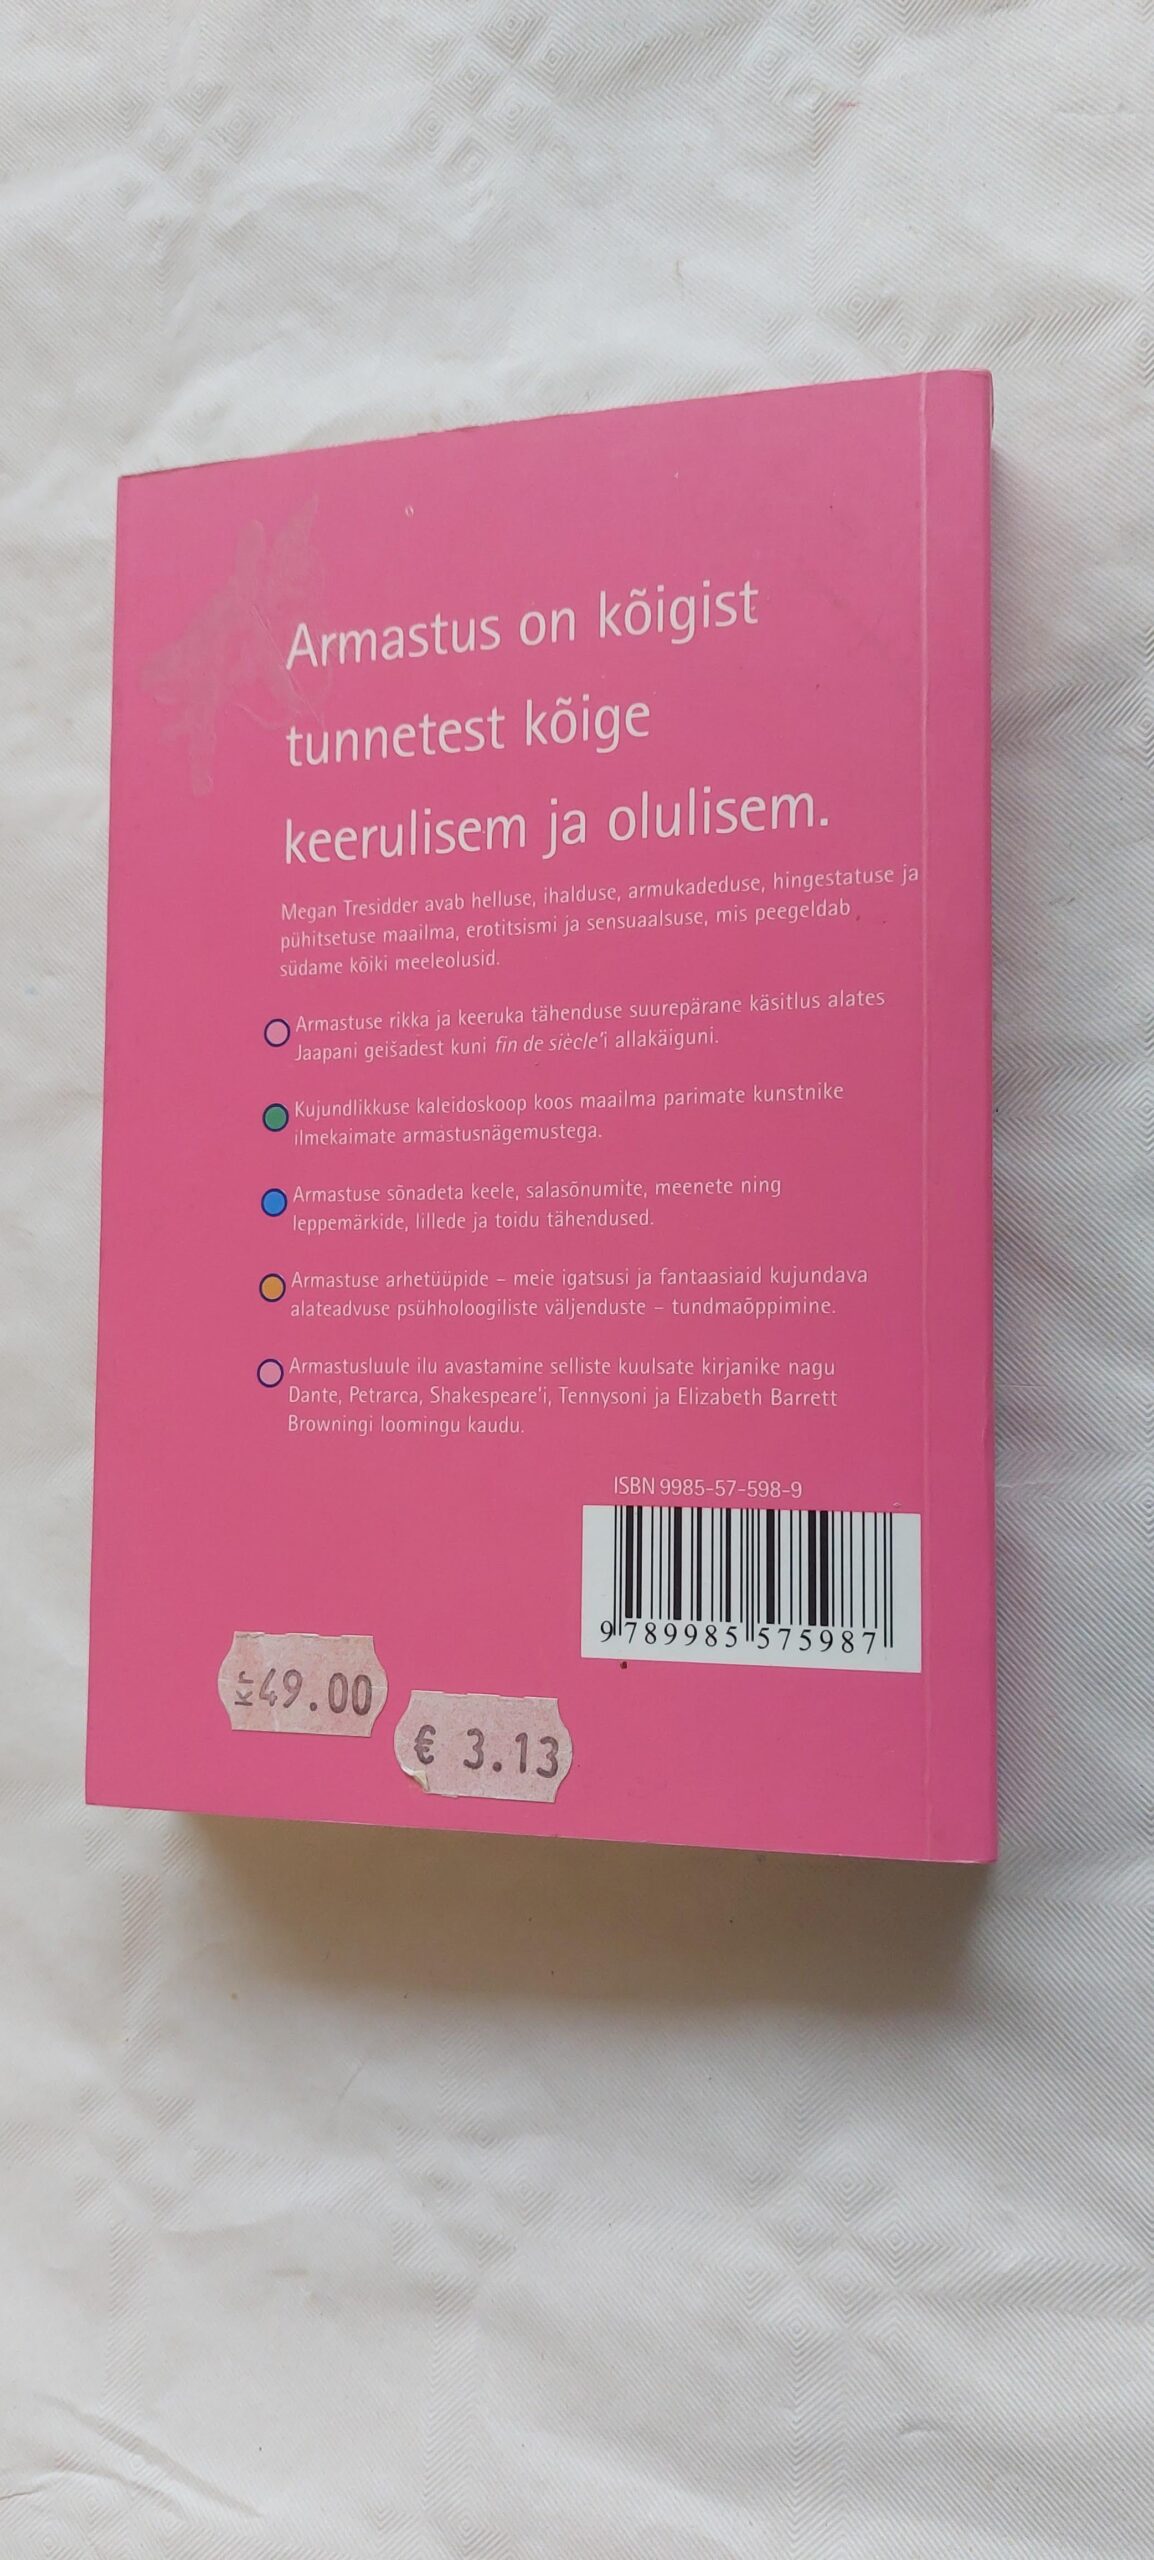 Armastus on kõigist
tunnetest kõige
keerulisem ja olulisem.
Megan Tresidder avab helluse, ihalduse, armukadeduse, hingestatuse ja
pühitsetuse maailma, erotitsismi ja sensuaalsuse, mis peegeldab
südame kõiki meeleolusid.
Armastuse rikka ja keeruka tähenduse suurepärane käsitlus alates
Jaapani geišadest kuni fin de siècle'i allakäiguni.
Kujundlikkuse kaleidoskoop koos maailma parimate kunstnike
ilmekaimate armastusnägemustega.
Armastuse sõnadeta keele, salasõnumite, meenete ning
leppemärkide, lillede ja toidu tähendused.
Armastuse arhetüüpide – meie igatsusi ja fantaasiaid kujundava
alateadvuse psühholoogiliste väljenduste – tundmaõppimine.
Armastusluule ilu avastamine selliste kuulsate kirjanike nagu
Dante, Petrarca, Shakespeare'i, Tennysoni ja Elizabeth Barrett
Browningi loomingu kaudu.
ISBN 9985-57-598-9
9 789985 575987
kr 49.00
€ 3.13